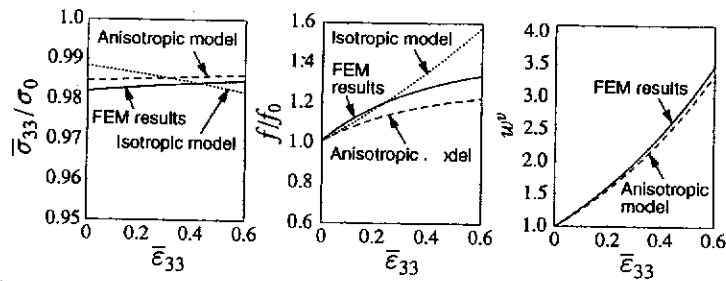 1.0
0.99
0.98
0.97
0.96
0.95
σ̄33/σ0
Anisotropic model
FEM results
Isotropic model
0 0.2 0.4 0.6
ε̄33
1.6
1:4
1.2
1.0
0.8
0.6
f/f0
Isotropic model
FEM
results
Anisotropic . model
0 0.2 0.4 0.6
ε̄33
4.0
3.5
3.0
2.5
2.0
1.5
1.0
wv
FEM results
Anisotropic
model
0 0.2 0.4 0.6
ε̄33